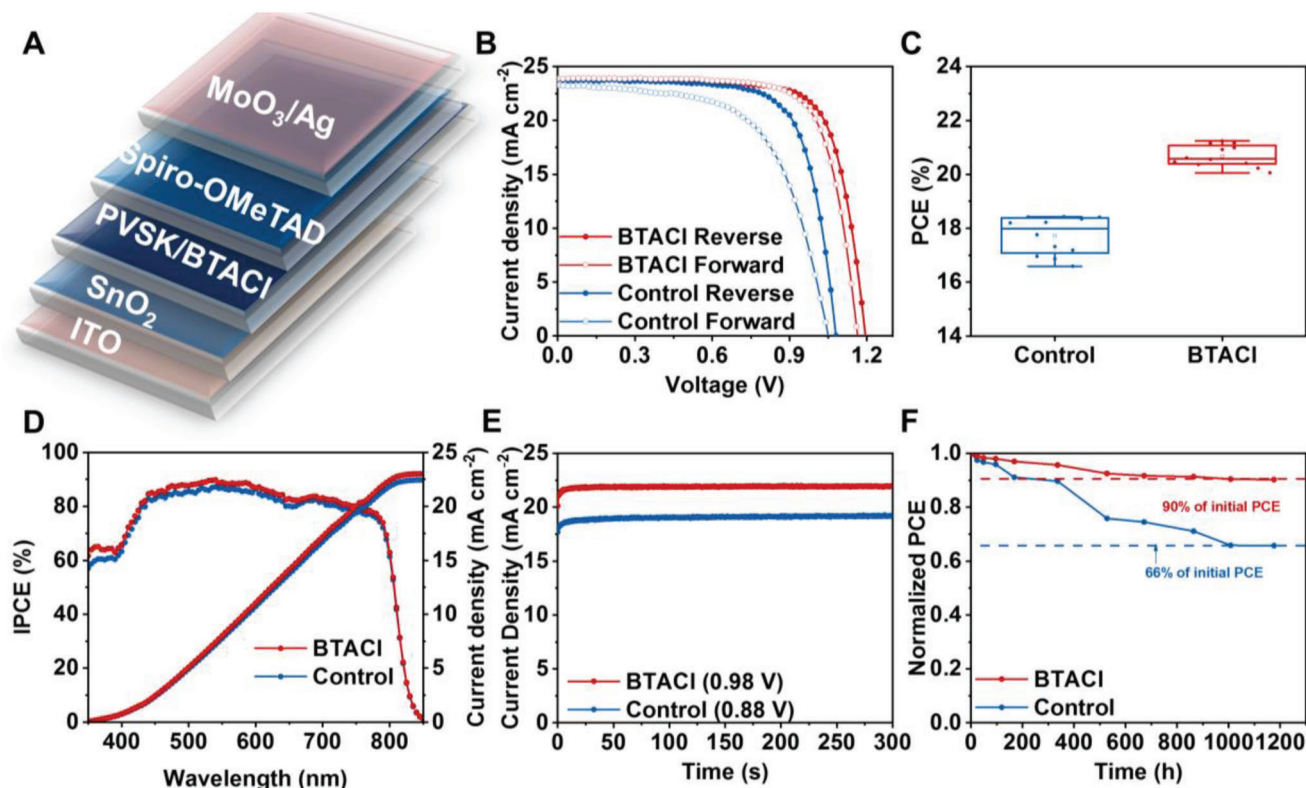 A
MoO₃/Ag
Spiro-OMeTAD
PVSK/BTACl
SnO₂
ITO
B
Current density (mA cm⁻²)
25
20
15
10
5
0
BTACl Reverse
BTACl Forward
Control Reverse
Control Forward
0.0 0.3 0.6 0.9 1.2
Voltage (V)
C
PCE (%)
24
22
20
18
16
14
Control BTACl
D
IPCE (%)
100
80
60
40
20
0
BTACl
Control
25
20
15
10
5
0
Current density (mA cm⁻²)
400 500 600 700 800
Wavelength (nm)
E
Current Density (mA cm⁻²)
25
20
15
10
5
0
BTACl (0.98 V)
Control (0.88 V)
0 50 100 150 200 250 300
Time (s)
F
Normalized PCE
1.0
0.8
0.6
0.4
0.2
0.0
90% of initial PCE
66% of initial PCE
BTACl
Control
0 200 400 600 800 1000 1200
Time (h)